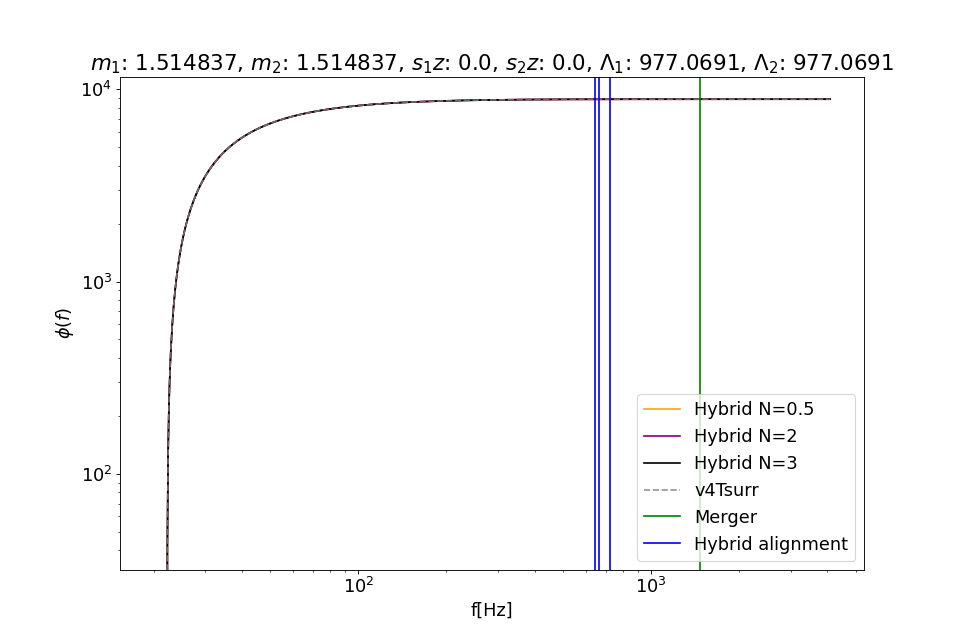 m₁: 1.514837, m₂: 1.514837, s₁z: 0.0, s₂z: 0.0, Λ₁: 977.0691, Λ₂: 977.0691
10⁴
10³
10²
ϕ(f)
Hybrid N=0.5
Hybrid N=2
Hybrid N=3
v4Tsurr
Merger
Hybrid alignment
10² 10³
f[Hz]